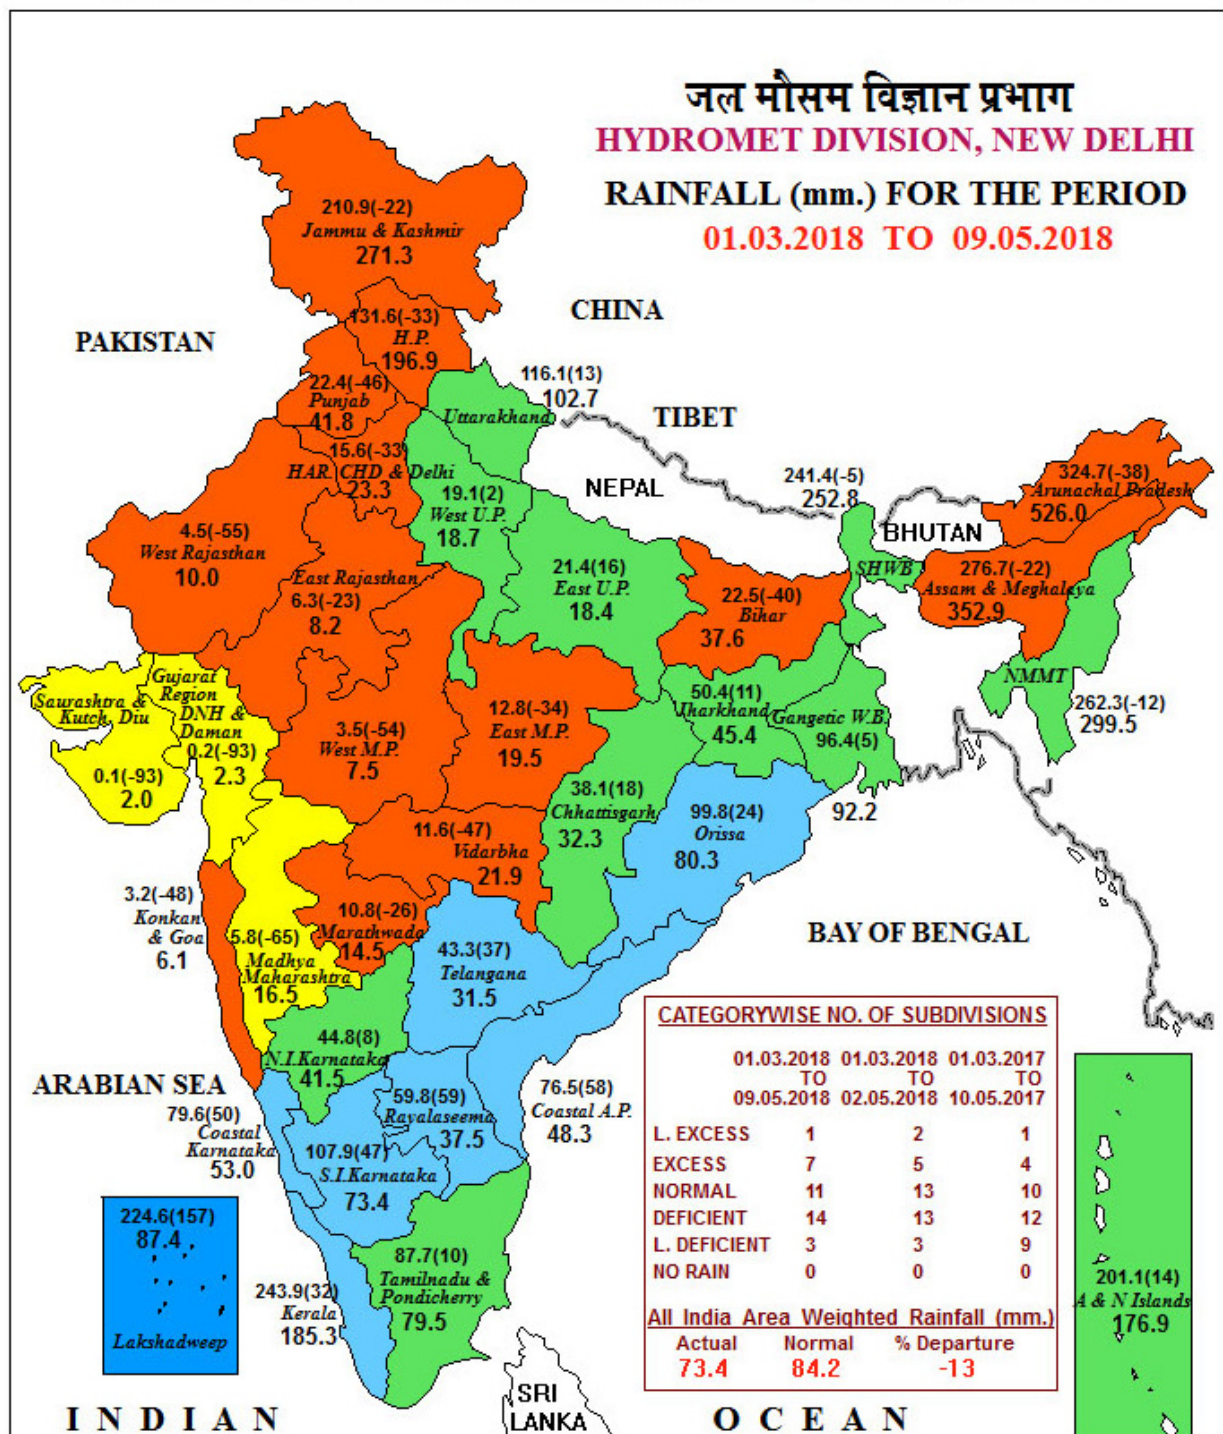 जल मौसम विज्ञान प्रभाग
HYDROMET DIVISION, NEW DELHI
RAINFALL (mm.) FOR THE PERIOD
01.03.2018 TO 09.05.2018
210.9(-22)
Jammu & Kashmir
271.3
CHINA
PAKISTAN
131.6(-33)
H.P.
196.9
22.4(-46)
Punjab
41.8
116.1(13)
102.7
Uttarakhand
TIBET
15.6(-33)
HAR. CHD & Delhi
23.3
NEPAL
241.4(-5)
252.8
SHWB
BHUTAN
324.7(-38)
Arunachal Pradesh
526.0
19.1(2)
West U.P.
18.7
4.5(-55)
West Rajasthan
10.0
East Rajasthan
6.3(-23)
8.2
21.4(16)
East U.P.
18.4
22.5(-40)
Bihar
37.6
276.7(-22)
Assam & Meghalaya
352.9
NMMT
262.3(-12)
299.5
Saurashtra &
Kutch, Diu
0.1(-93)
2.0
Gujarat
Region
DNH &
Daman
0.2(-93)
2.3
3.5(-54)
West M.P.
7.5
12.8(-34)
East M.P.
19.5
50.4(11)
Jharkhand
45.4
Gangetic W.B.
96.4(5)
92.2
38.1(18)
Chhattisgarh
32.3
99.8(24)
Orissa
80.3
11.6(-47)
Vidarbha
21.9
3.2(-48)
Konkan
& Goa
6.1
5.8(-65)
Madhya
Maharashtra
16.5
10.8(-26)
Marathwada
14.5
43.3(37)
Telangana
31.5
BAY OF BENGAL
44.8(8)
N.I.Karnataka
41.5
ARABIAN SEA
79.6(50)
Coastal
Karnataka
53.0
59.8(59)
Rayalaseema
37.5
76.5(58)
Coastal A.P.
48.3
107.9(47)
S.I.Karnataka
73.4
224.6(157)
87.4
Lakshadweep
243.9(32)
Kerala
185.3
87.7(10)
Tamilnadu &
Pondicherry
79.5
CATEGORYWISE NO. OF SUBDIVISIONS
01.03.2018 01.03.2018 01.03.2017
TO TO TO
09.05.2018 02.05.2018 10.05.2017
L. EXCESS 1 2 1
EXCESS 7 5 4
NORMAL 11 13 10
DEFICIENT 14 13 12
L. DEFICIENT 3 3 9
NO RAIN 0 0 0
All India Area Weighted Rainfall (mm.)
Actual Normal % Departure
73.4 84.2 -13
201.1(14)
A & N Islands
176.9
SRI
LANKA
INDIAN OCEAN